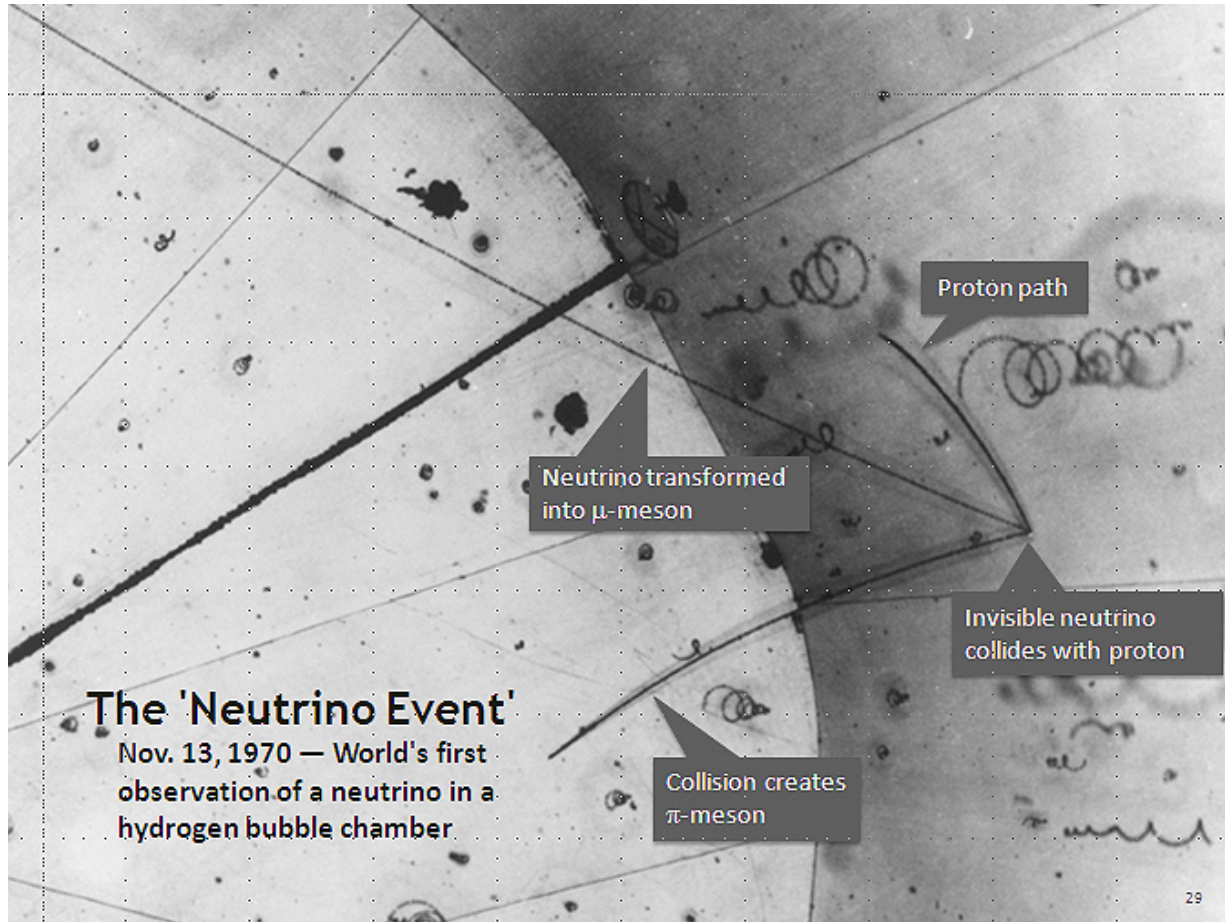 Proton path
Neutrino transformed
into μ-meson
Invisible neutrino
collides with proton
The 'Neutrino Event'
Nov. 13, 1970 — World's first
observation of a neutrino in a
hydrogen bubble chamber
Collision creates
π-meson
29